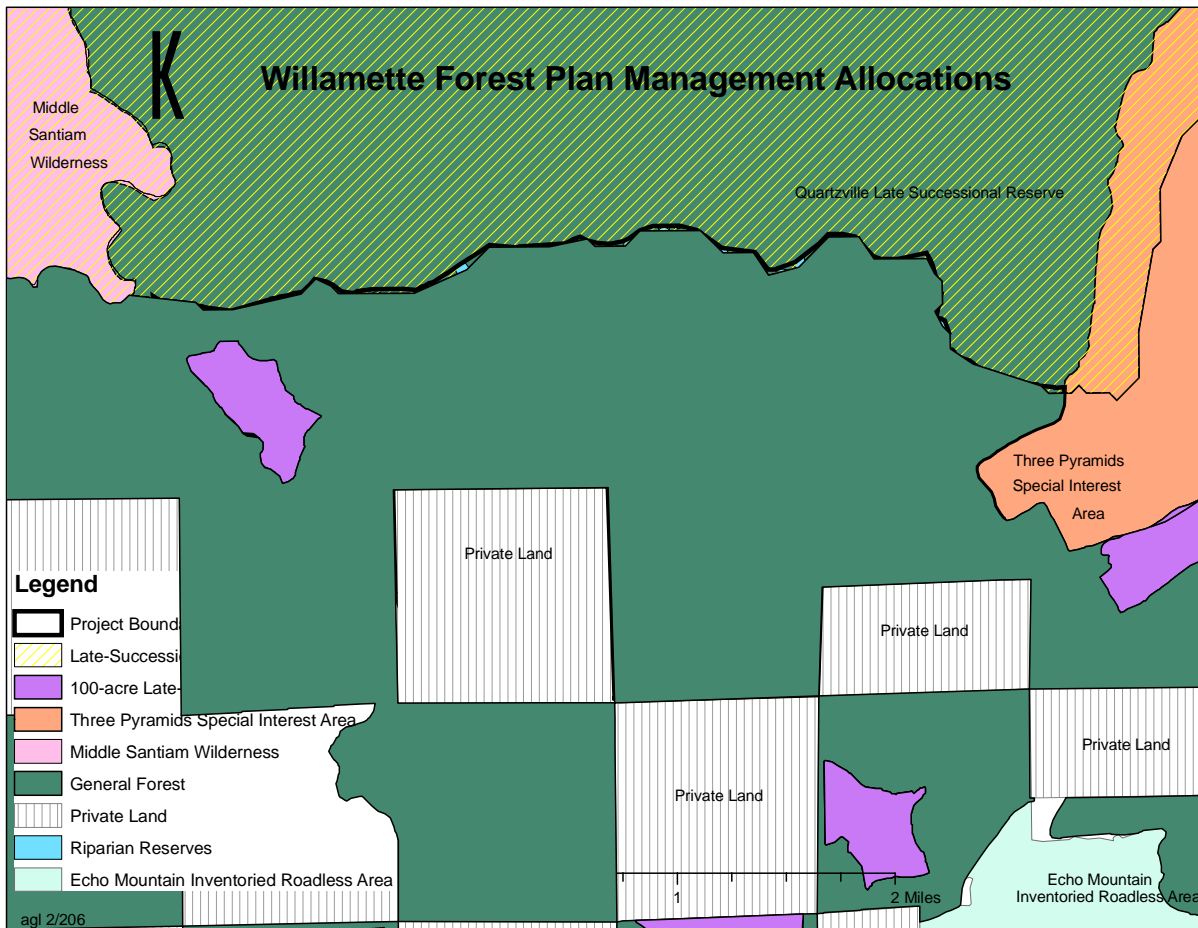 K
Willamette Forest Plan Management Allocations
Middle
Santiam
Wilderness
Quartzville Late Successional Reserve
Three Pyramids
Special Interest
Area
Private Land
Private Land
Private Land
Private Land
Legend
Project Bounda
Late-Successi
100-acre Late-
Three Pyramids Special Interest Area
Middle Santiam Wilderness
General Forest
Private Land
Riparian Reserves
Echo Mountain Inventoried Roadless Area
1
2 Miles
Echo Mountain
Inventoried Roadless Area
agl 2/206